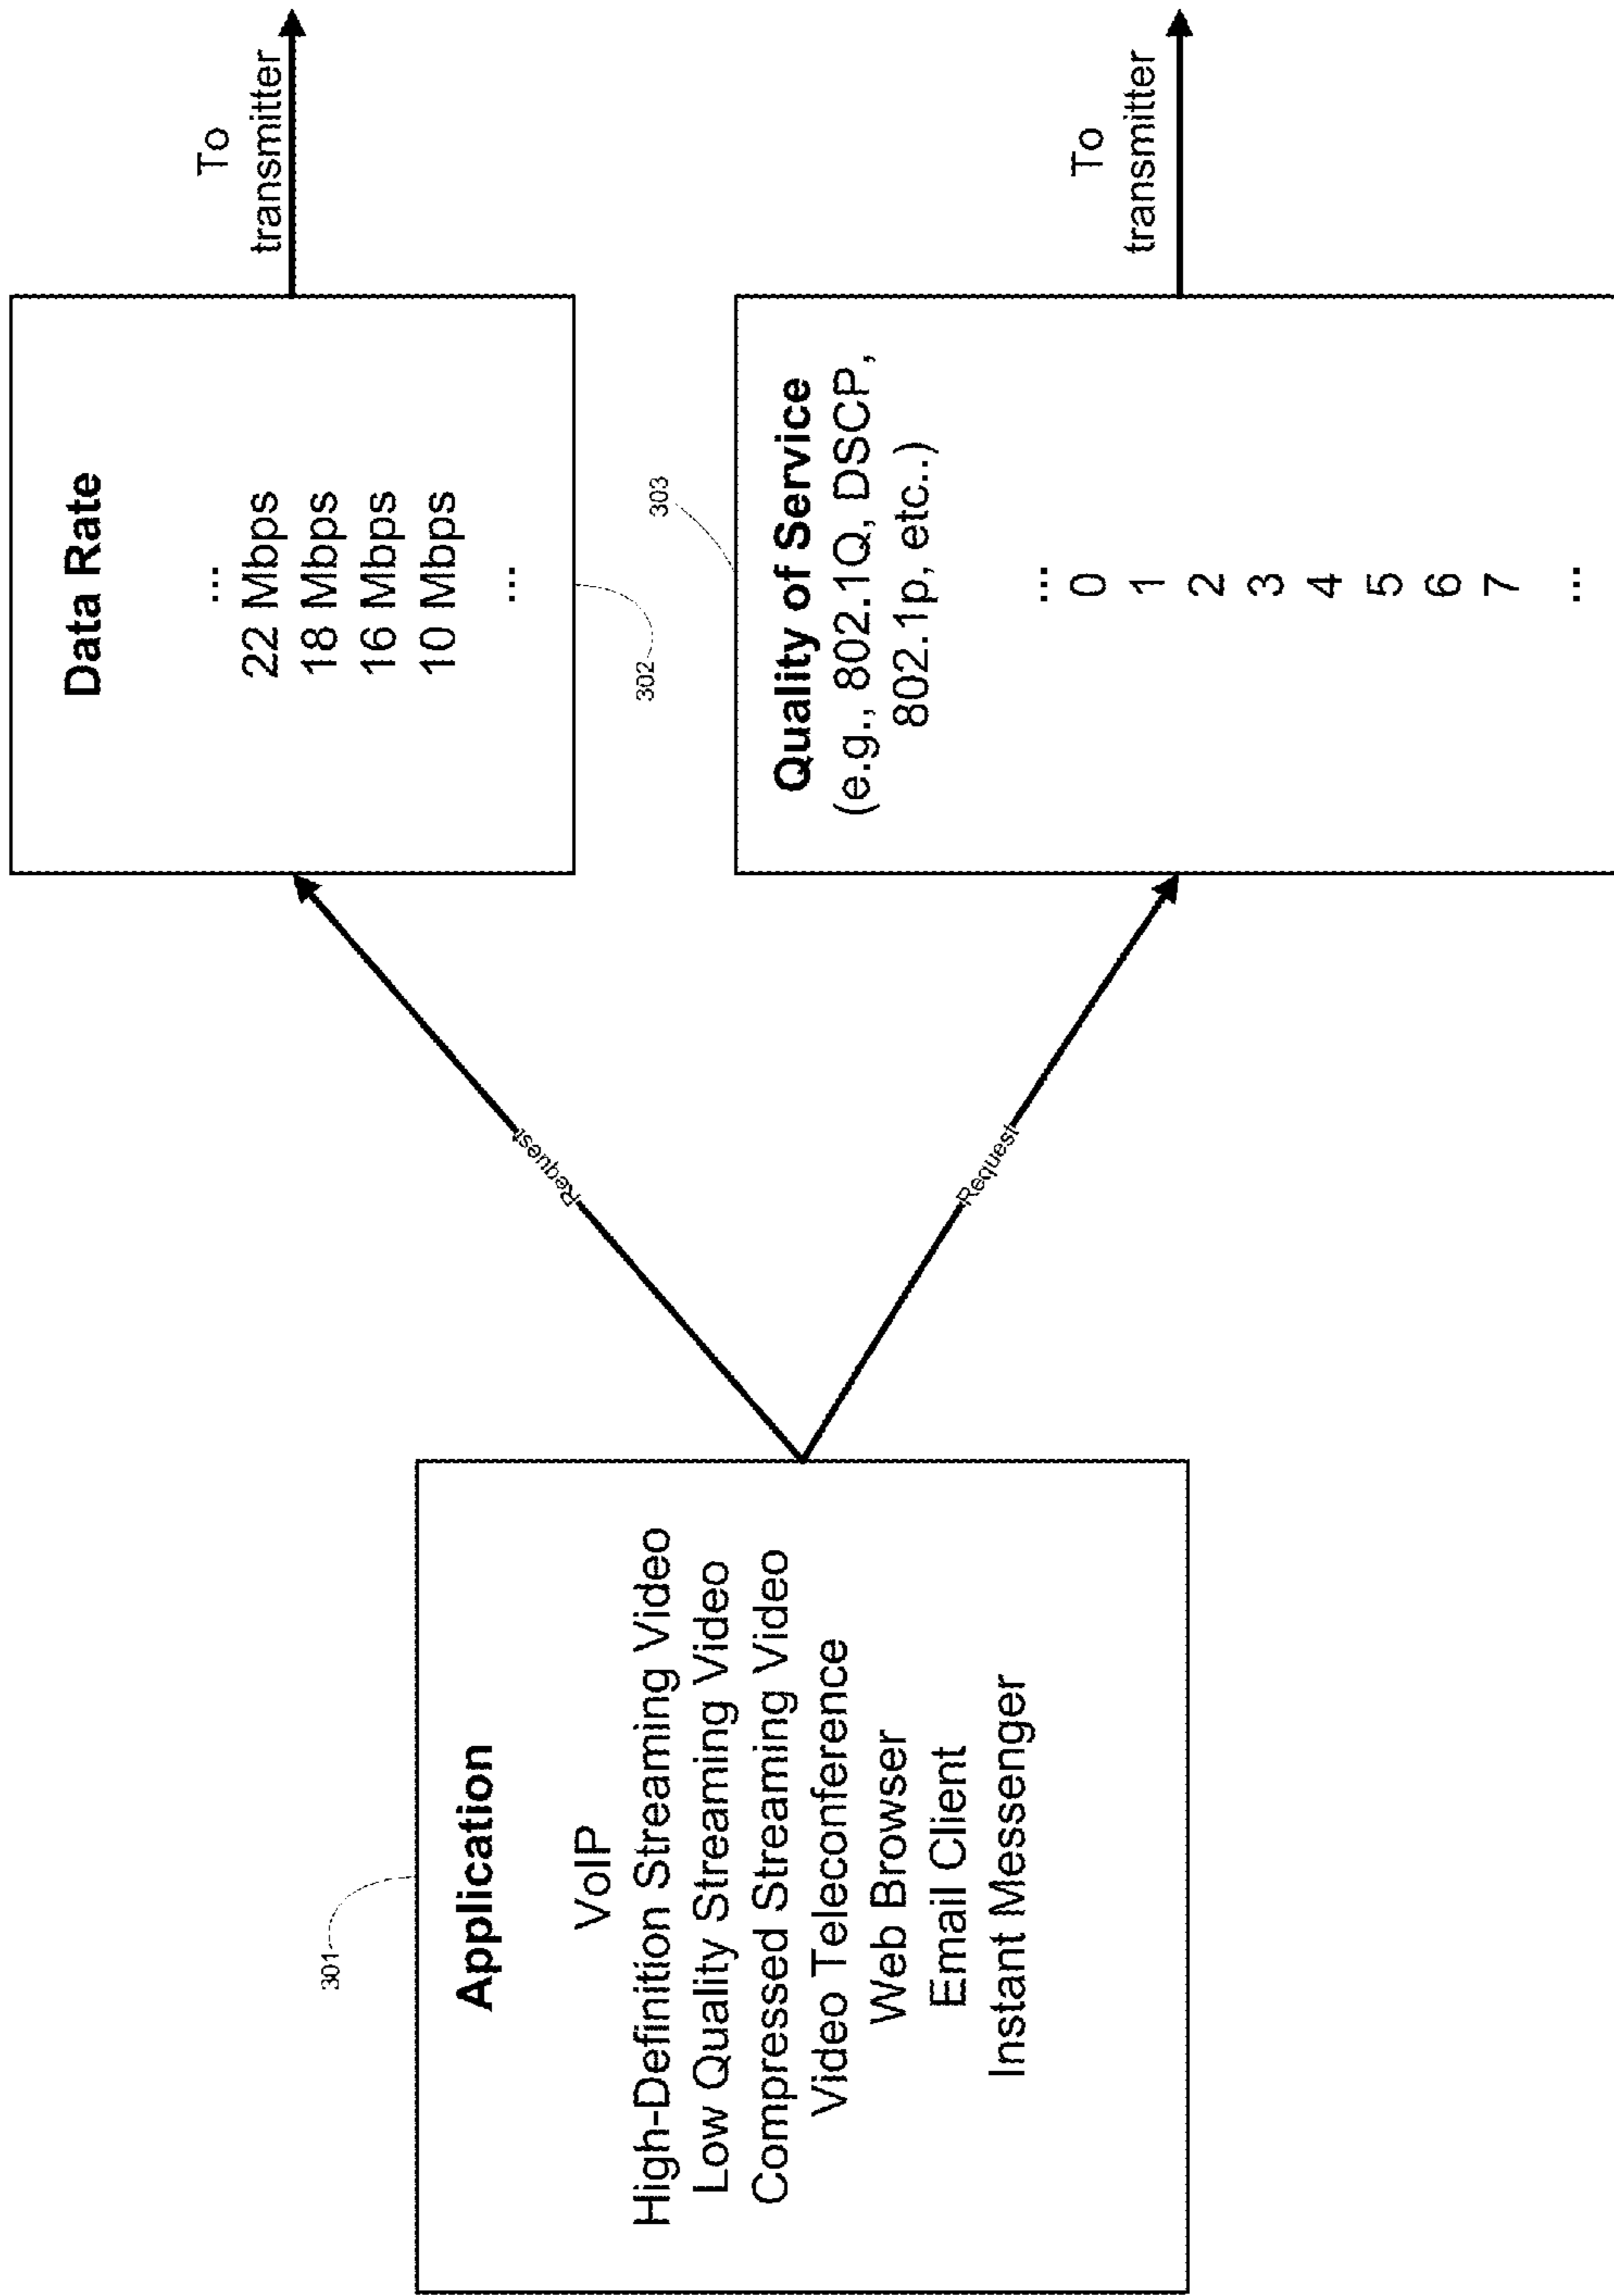 301
Application
VoIP
High-Definition Streaming Video
Low Quality Streaming Video
Compressed Streaming Video
Video Teleconference
Web Browser
Email Client
Instant Messenger
Request
Request
Data Rate
...
22 Mbps
18 Mbps
16 Mbps
10 Mbps
...
302
To
transmitter
303
Quality of Service
(e.g., 802.1Q, DSCP,
802.1p, etc..)
...
0
1
2
3
4
5
6
7
...
To
transmitter